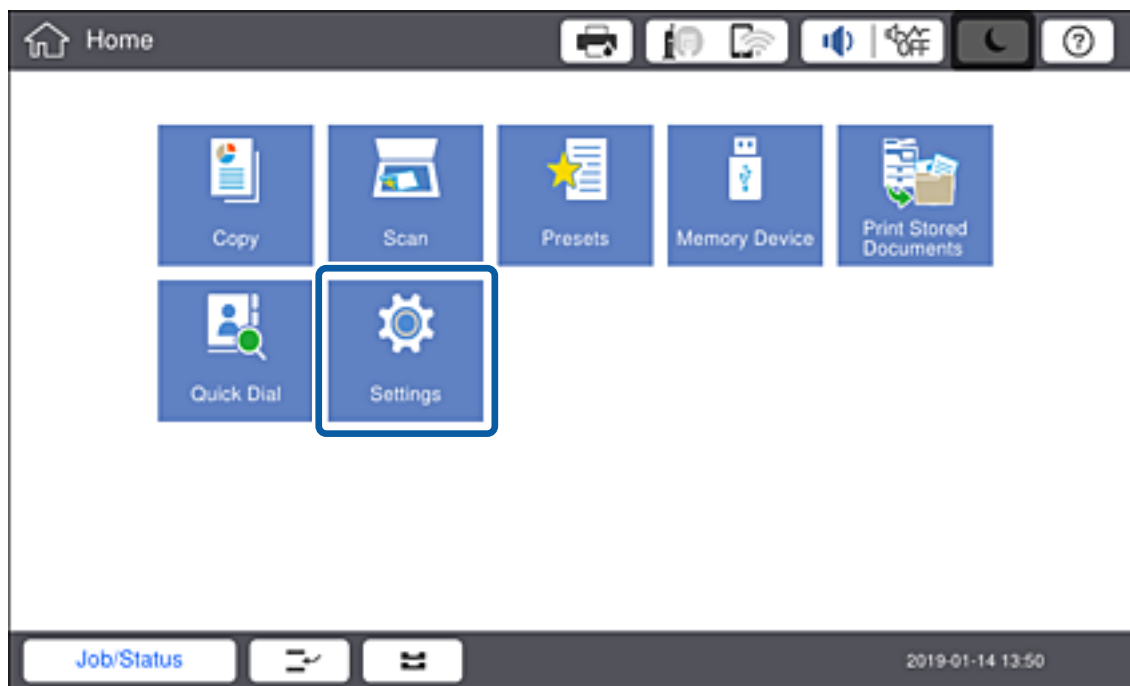 Home
OFF
?
Copy
Scan
Presets
Memory Device
Print Stored
Documents
Quick Dial
Settings
Job/Status
2019-01-14 13:50